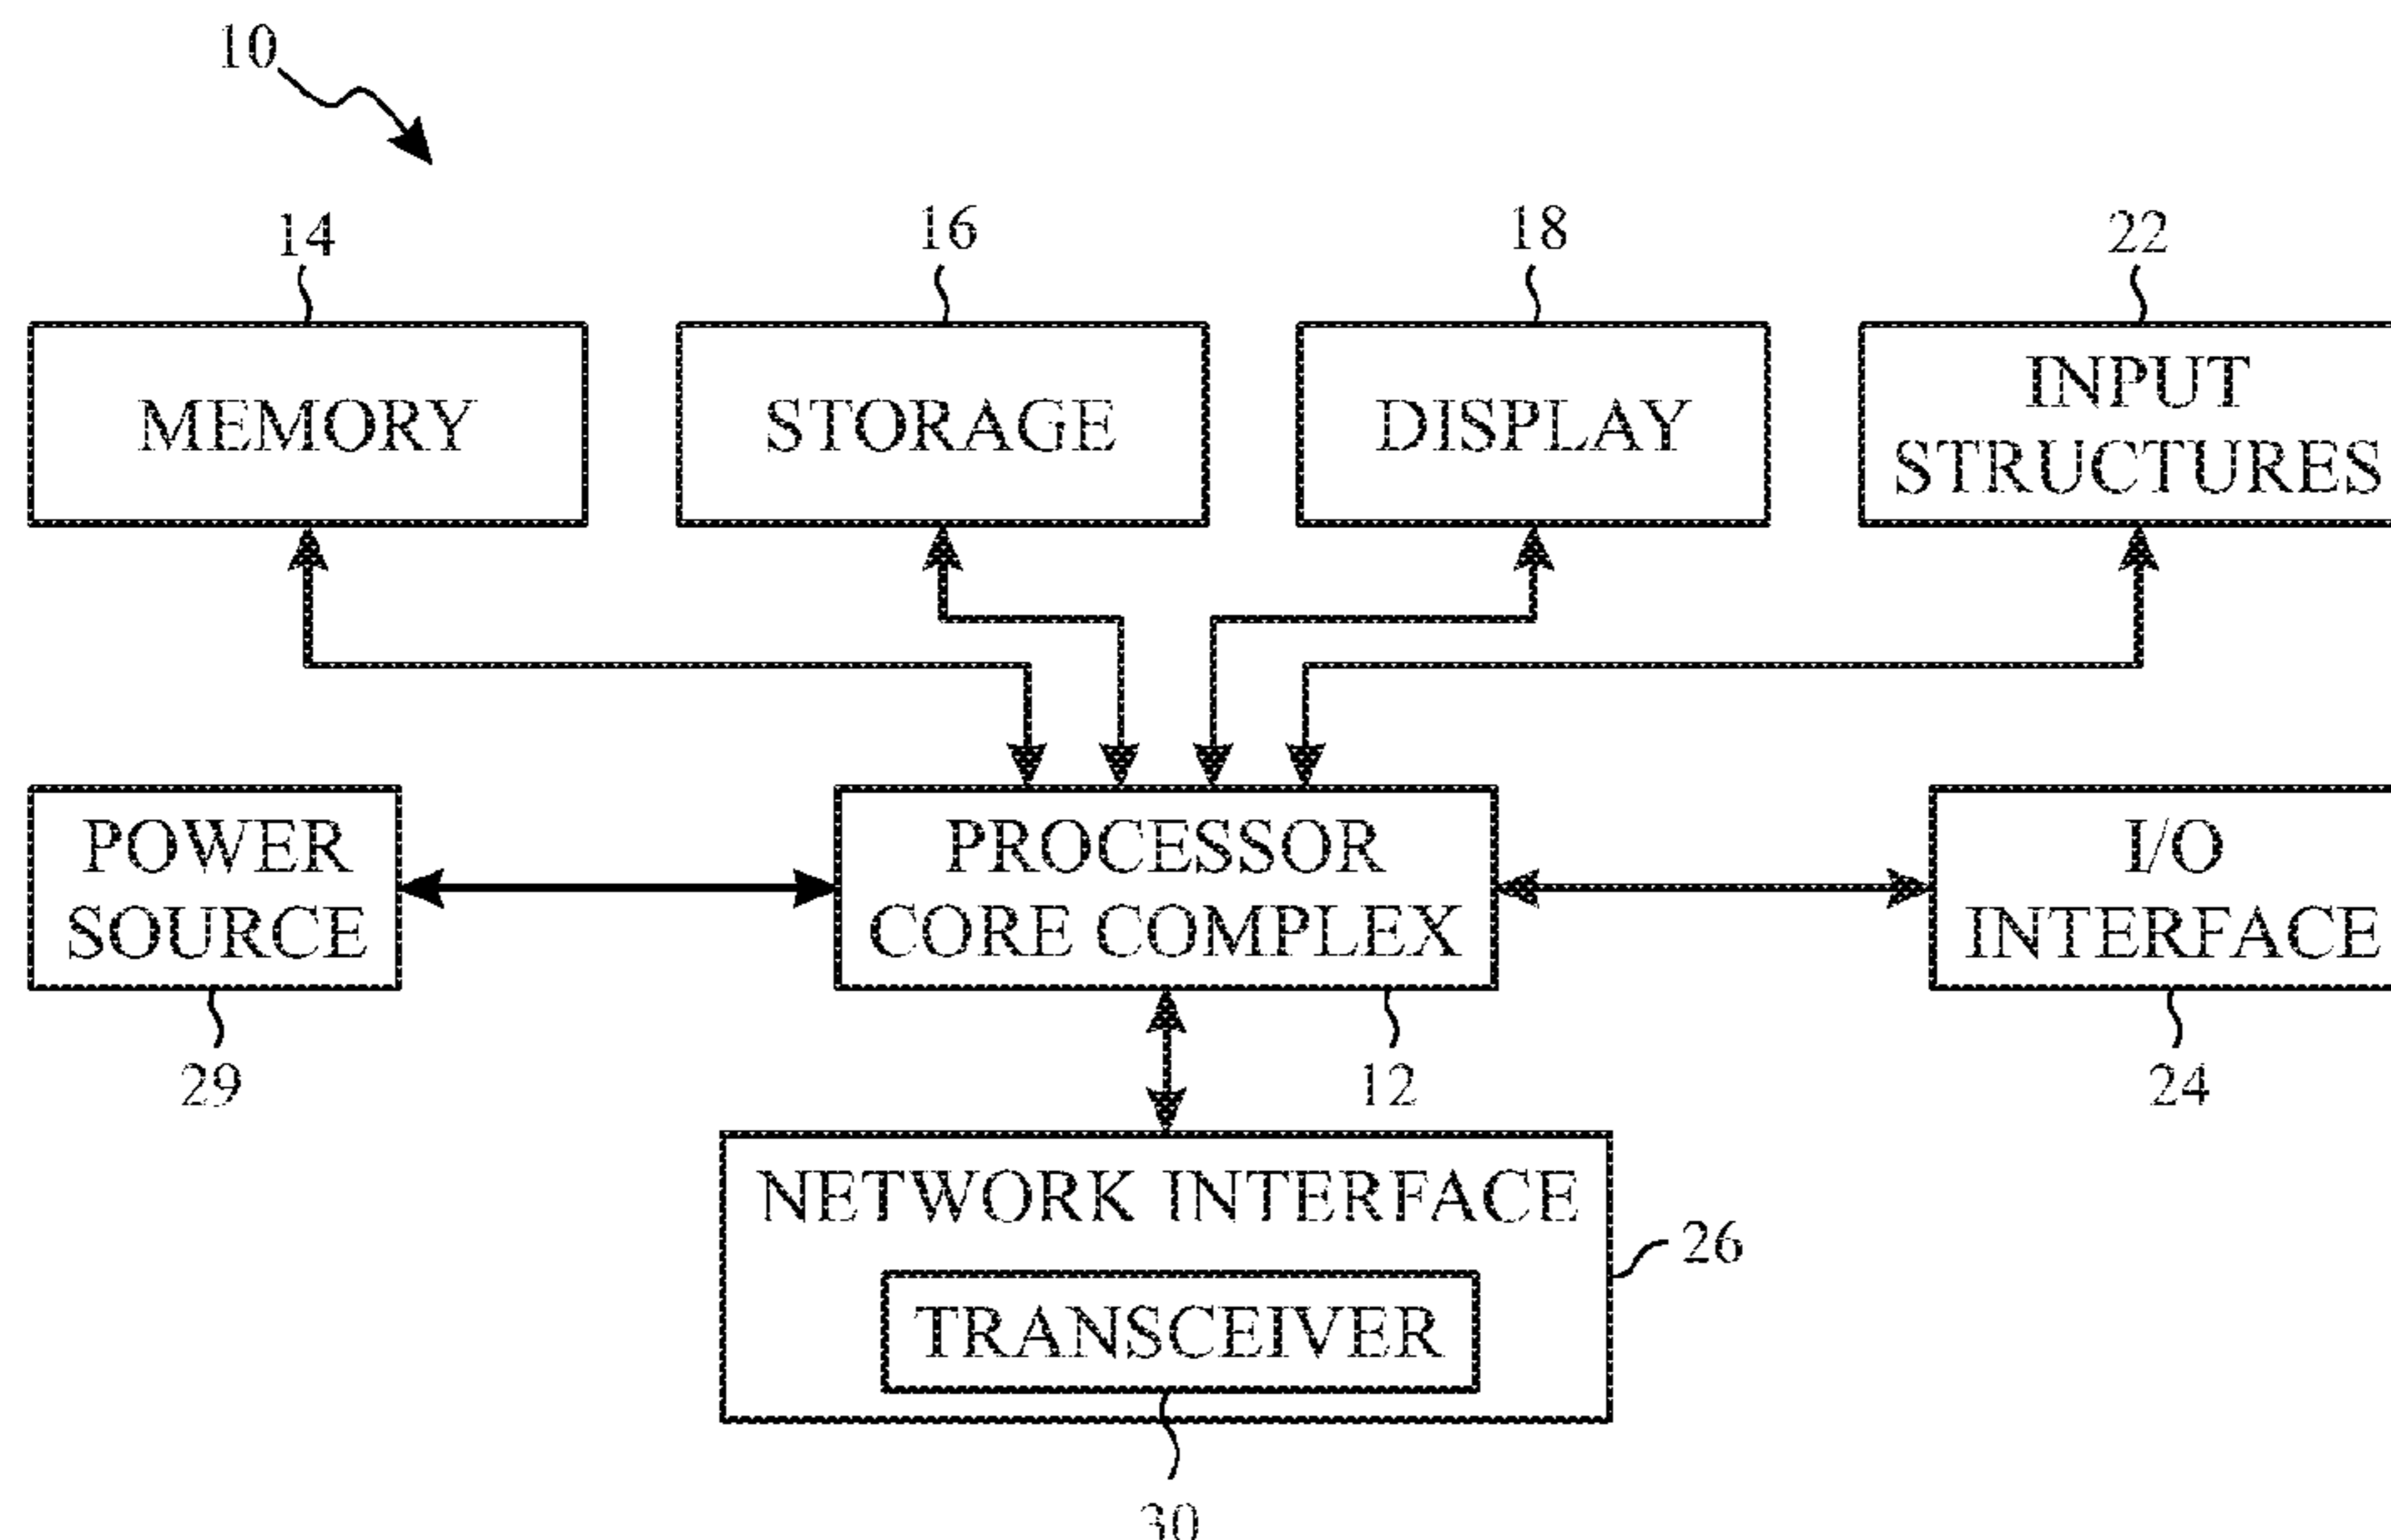 10
14
16
18
22
MEMORY
STORAGE
DISPLAY
INPUT
STRUCTURES
POWER
SOURCE
PROCESSOR
CORE COMPLEX
I/O
INTERFACE
29
12
24
NETWORK INTERFACE
26
TRANSCEIVER
30